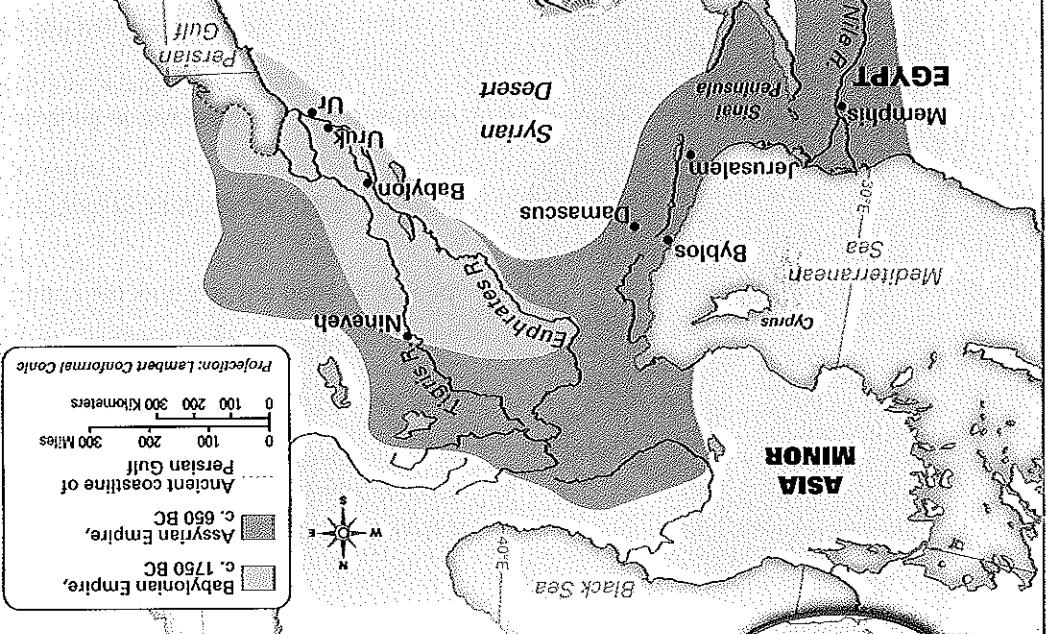 Black Sea
40°E
N
W
E
S
ASIA
MINOR
Tigris R.
Nineveh
Euphrates R.
Cyprus
Mediterranean
Sea
30°E
Byblos
Damascus
Jerusalem
Babylon
Uruk
Ur
Syrian
Desert
Memphis
EGYPT
Nile R.
Sinai
Peninsula
Persian
Gulf
Babylonian Empire,
c. 1750 BC
Assyrian Empire,
c. 650 BC
Ancient coastline of
Persian Gulf
0 100 200 300 Miles
0 100 200 300 Kilometers
Projection: Lambert Conformal Conic